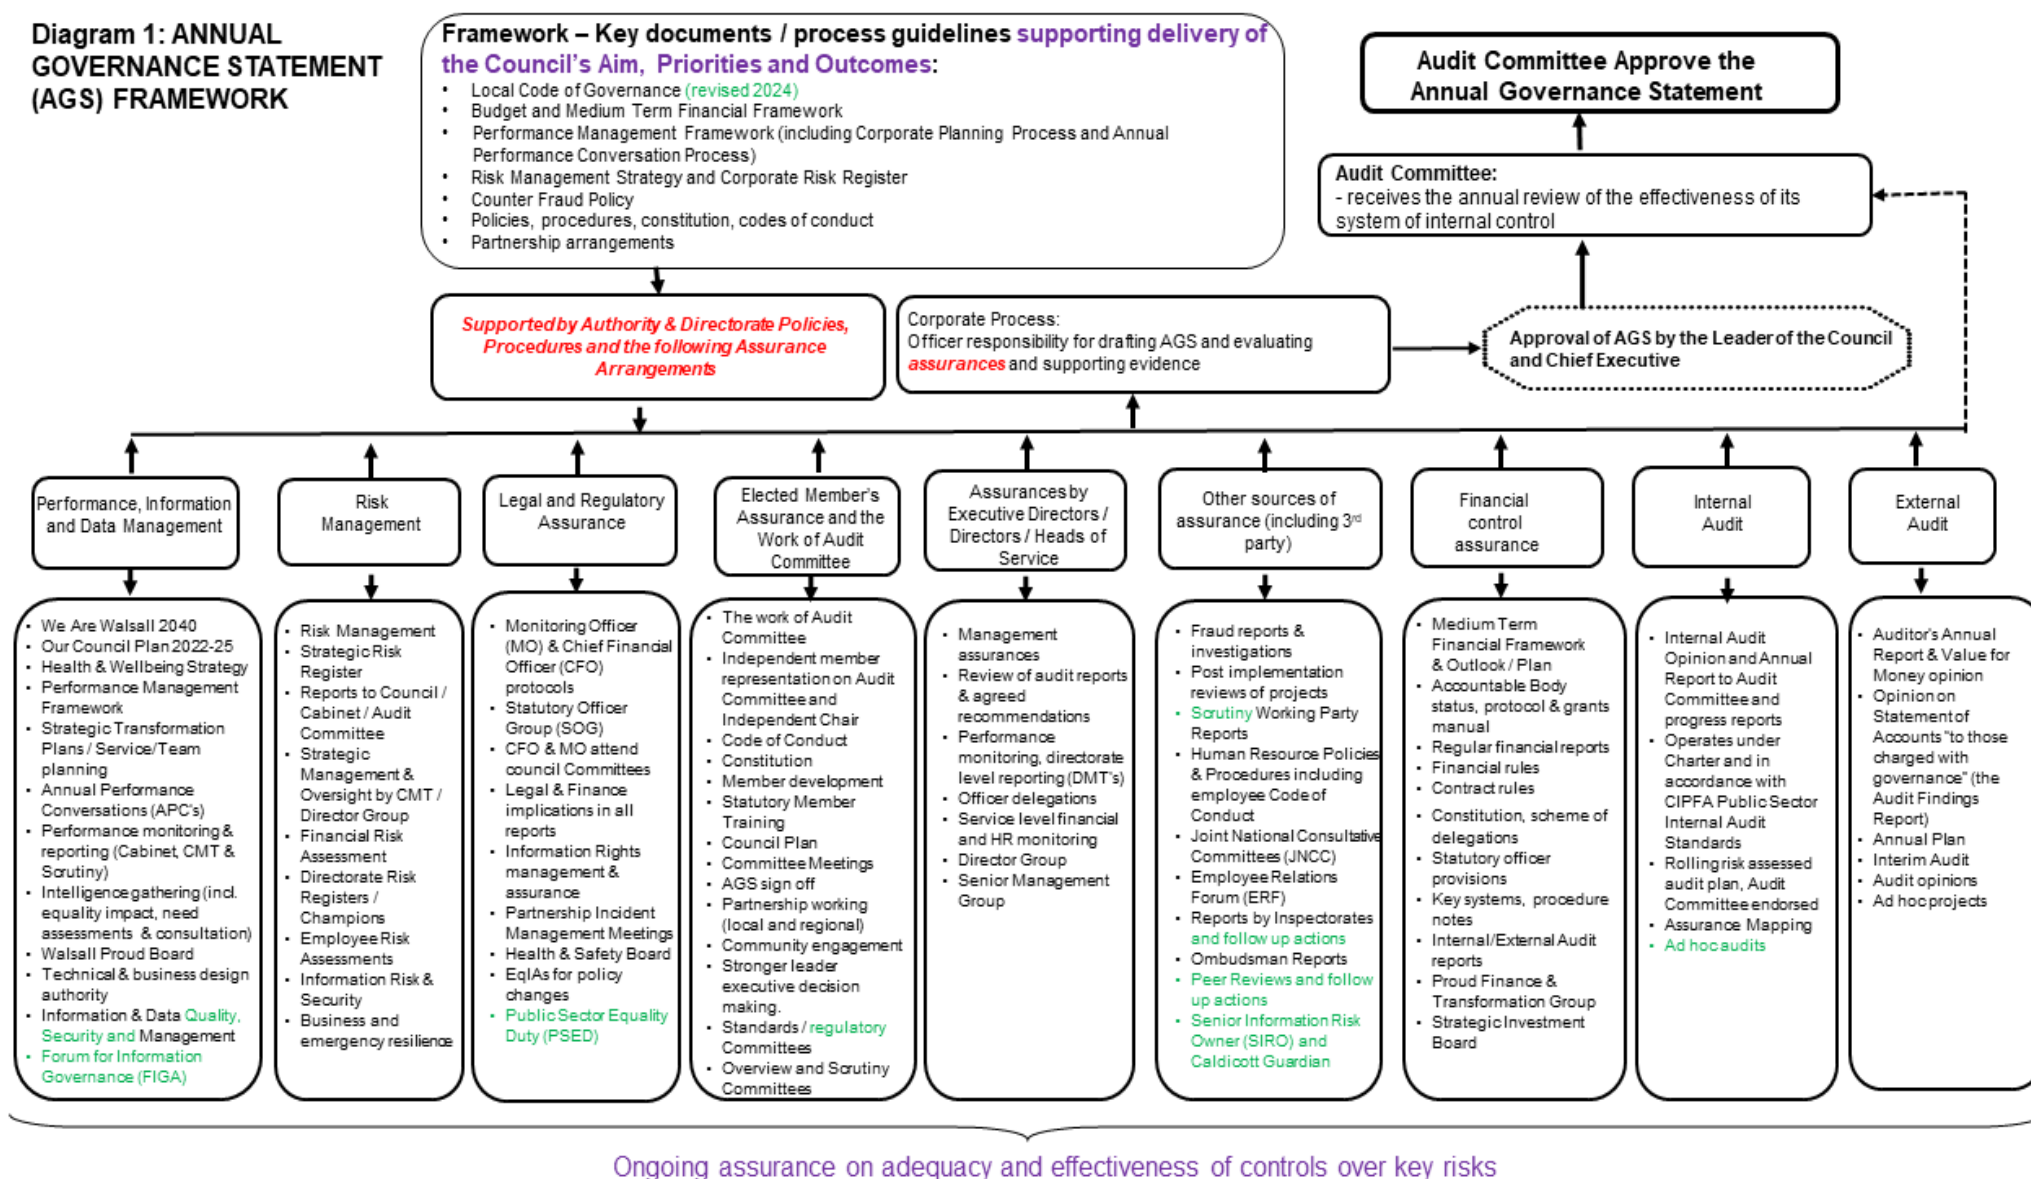 Diagram 1: ANNUAL
GOVERNANCE STATEMENT
(AGS) FRAMEWORK
Framework – Key documents / process guidelines supporting delivery of
the Council's Aim, Priorities and Outcomes:
• Local Code of Governance (revised 2024)
• Budget and Medium Term Financial Framework
• Performance Management Framework (including Corporate Planning Process and Annual
Performance Conversation Process)
• Risk Management Strategy and Corporate Risk Register
• Counter Fraud Policy
• Policies, procedures, constitution, codes of conduct
• Partnership arrangements
Audit Committee Approve the
Annual Governance Statement
Audit Committee:
- receives the annual review of the effectiveness of its
system of internal control
Supported by Authority & Directorate Policies,
Procedures and the following Assurance
Arrangements
Corporate Process:
Officer responsibility for drafting AGS and evaluating
assurances and supporting evidence
Approval of AGS by the Leader of the Council
and Chief Executive
Performance, Information
and Data Management
Risk
Management
Legal and Regulatory
Assurance
Elected Member's
Assurance and the
Work of Audit
Committee
Assurances by
Executive Directors /
Directors / Heads of
Service
Other sources of
assurance (including 3rd
party)
Financial
control
assurance
Internal
Audit
External
Audit
• We Are Walsall 2040
• Our Council Plan 2022-25
• Health & Wellbeing Strategy
• Performance Management
Framework
• Strategic Transformation
Plans / Service/Team
planning
• Annual Performance
Conversations (APC's)
• Performance monitoring &
reporting (Cabinet, CMT &
Scrutiny)
• Intelligence gathering (incl.
equality impact, need
assessments & consultation)
• Walsall Proud Board
• Technical & business design
authority
• Information & Data Quality,
Security and Management
• Forum for Information
Governance (FIGA)
• Risk Management
• Strategic Risk
Register
• Reports to Council /
Cabinet / Audit
Committee
• Strategic
Management &
Oversight by CMT /
Director Group
• Financial Risk
Assessment
• Directorate Risk
Registers /
Champions
• Employee Risk
Assessments
• Information Risk &
Security
• Business and
emergency resilience
• Monitoring Officer
(MO) & Chief Financial
Officer (CFO)
protocols
• Statutory Officer
Group (SOG)
• CFO & MO attend
council Committees
• Legal & Finance
implications in all
reports
• Information Rights
management &
assurance
• Partnership Incident
Management Meetings
• Health & Safety Board
• EqIAs for policy
changes
• Public Sector Equality
Duty (PSED)
• The work of Audit
Committee
• Independent member
representation on Audit
Committee and
Independent Chair
• Code of Conduct
• Constitution
• Member development
• Statutory Member
Training
• Council Plan
• Committee Meetings
• AGS sign off
• Partnership working
(local and regional)
• Community engagement
• Stronger leader
executive decision
making.
• Standards / regulatory
Committees
• Overview and Scrutiny
Committees
• Management
assurances
• Review of audit reports
& agreed
recommendations
• Performance
monitoring, directorate
level reporting (DMT's)
• Officer delegations
• Service level financial
and HR monitoring
• Director Group
• Senior Management
Group
• Fraud reports &
investigations
• Post implementation
reviews of projects
• Scrutiny Working Party
Reports
• Human Resource Policies
& Procedures including
employee Code of
Conduct
• Joint National Consultative
Committees (JNCC)
• Employee Relations
Forum (ERF)
• Reports by Inspectorates
and follow up actions
• Ombudsman Reports
• Peer Reviews and follow
up actions
• Senior Information Risk
Owner (SIRO) and
Caldicott Guardian
• Medium Term
Financial Framework
& Outlook / Plan
• Accountable Body
status, protocol & grants
manual
• Regular financial reports
• Financial rules
• Contract rules
• Constitution, scheme of
delegations
• Statutory officer
provisions
• Key systems, procedure
notes
• Internal/External Audit
reports
• Proud Finance &
Transformation Group
• Strategic Investment
Board
• Internal Audit
Opinion and Annual
Report to Audit
Committee and
progress reports
• Operates under
Charter and in
accordance with
CIPFA Public Sector
Internal Audit
Standards
• Rolling risk assessed
audit plan, Audit
Committee endorsed
• Assurance Mapping
• Ad hoc audits
• Auditor's Annual
Report & Value for
Money opinion
• Opinion on
Statement of
Accounts "to those
charged with
governance" (the
Audit Findings
Report)
• Annual Plan
• Interim Audit
• Audit opinions
• Ad hoc projects
Ongoing assurance on adequacy and effectiveness of controls over key risks